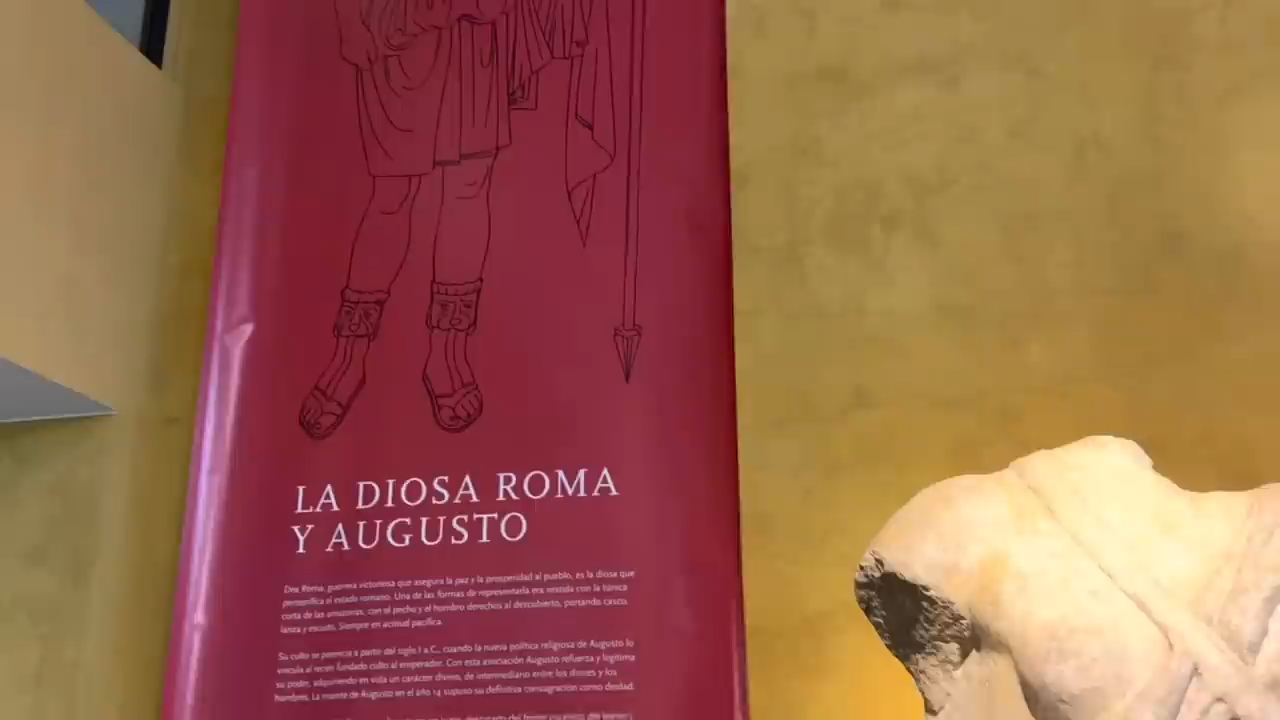 LA DIOSA ROMA
Y AUGUSTO
Dea Roma, guerrera victoriosa que asegura la paz y la prosperidad al pueblo, es la diosa que
personifica el estado romano. Una de las formas de representarla era vestida con la túnica
corta de las amazonas, con el pecho y el hombro derechos al descubierto, portando casco,
lanza y escudo. Siempre en actitud pacífica.
Su culto se potencia a partir del siglo I a.C., cuando la nueva política religiosa de Augusto lo
vincula al recién fundado culto al emperador. Con esta asociación Augusto refuerza y legitima
su poder, adquiriendo en vida un carácter divino, de intermediario entre los dioses y los
hombres. La muerte de Augusto en el año 14 supuso su definitiva consagración como deidad.